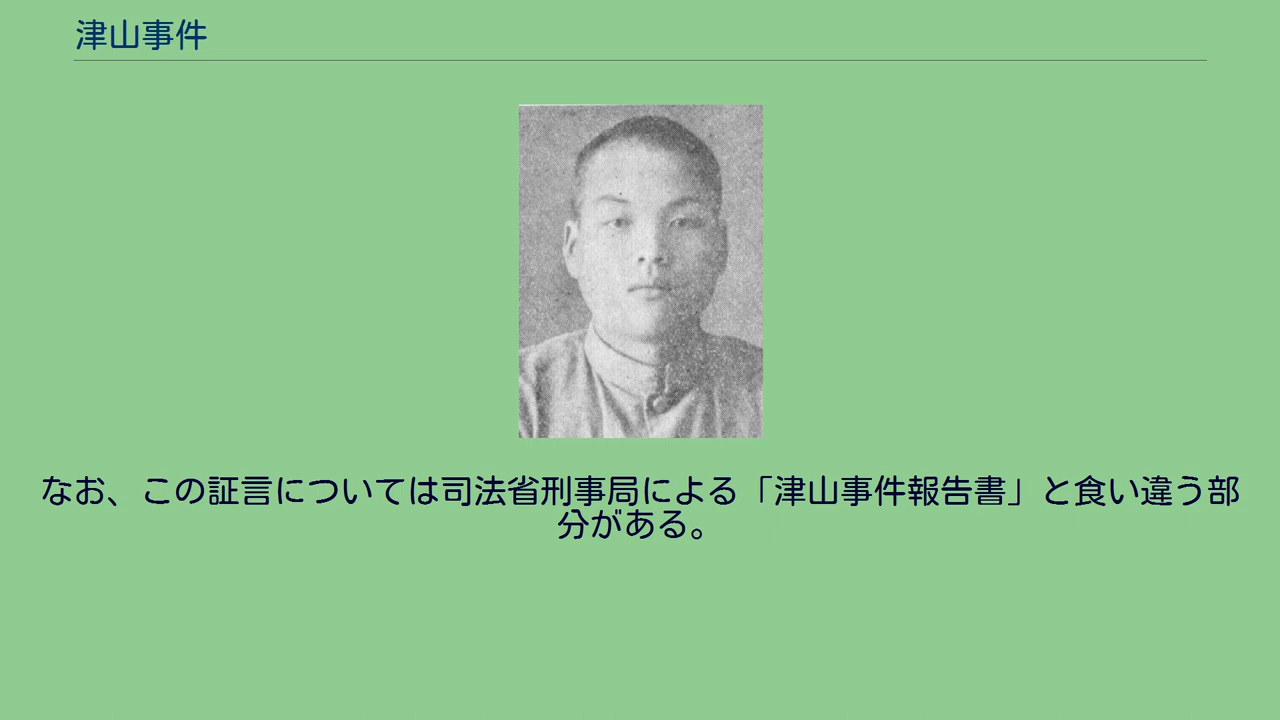 津山事件
なお、この証言については司法省刑事局による「津山事件報告書」と食い違う部
分がある。